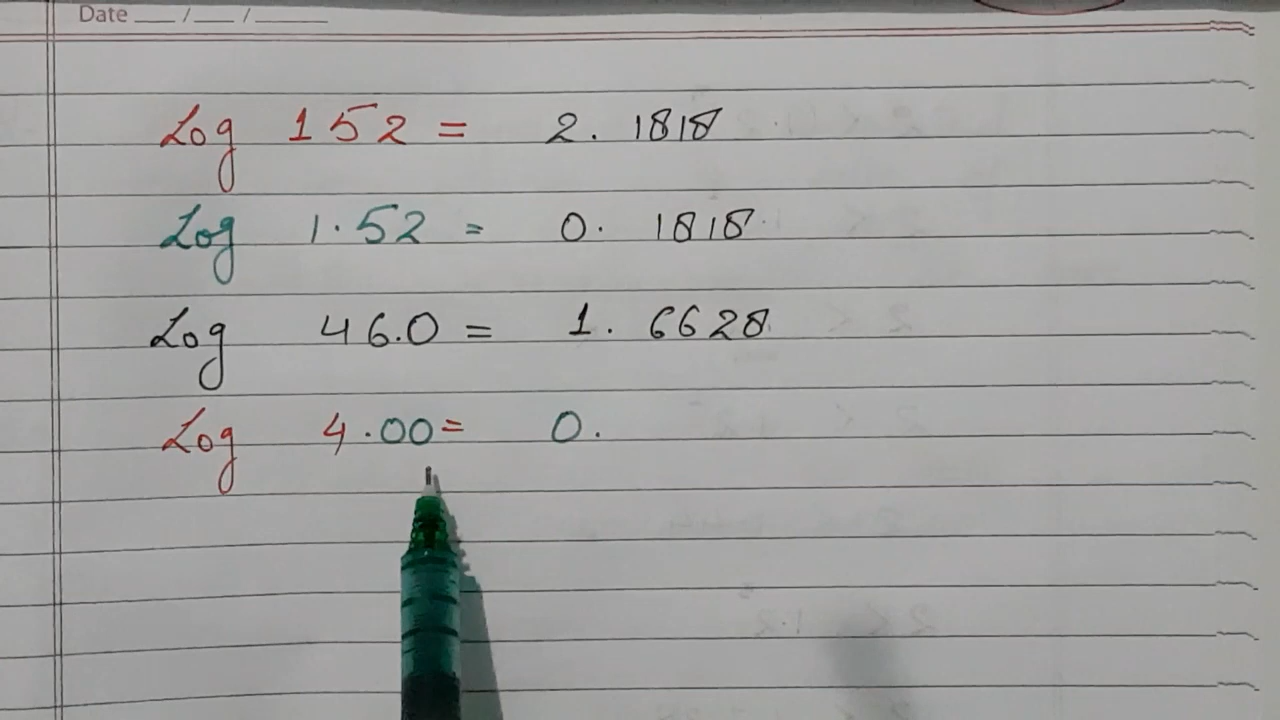 Date ___ / ___ / ______
Log 152 = 2. 1818
Log 1.52 = 0. 1818
Log 46.0 = 1. 6628
Log 4.00 = 0.